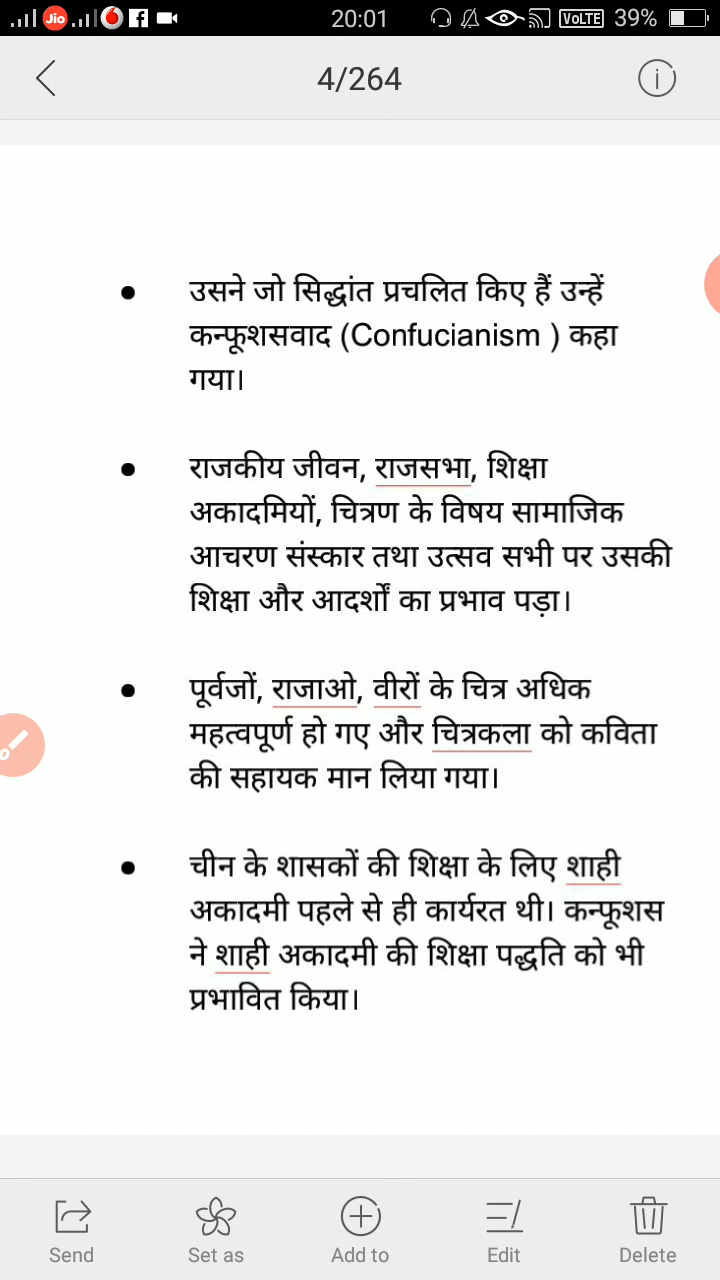 Jio 20:01 VoLTE 39%
4/264
• उसने जो सिद्धांत प्रचलित किए हैं उन्हें
कन्फूशसवाद (Confucianism ) कहा
गया।
• राजकीय जीवन, राजसभा, शिक्षा
अकादमियों, चित्रण के विषय सामाजिक
आचरण संस्कार तथा उत्सव सभी पर उसकी
शिक्षा और आदर्शों का प्रभाव पड़ा।
• पूर्वजों, राजाओ, वीरों के चित्र अधिक
महत्वपूर्ण हो गए और चित्रकला को कविता
की सहायक मान लिया गया।
• चीन के शासकों की शिक्षा के लिए शाही
अकादमी पहले से ही कार्यरत थी। कन्फूशस
ने शाही अकादमी की शिक्षा पद्धति को भी
प्रभावित किया।
Send Set as Add to Edit Delete